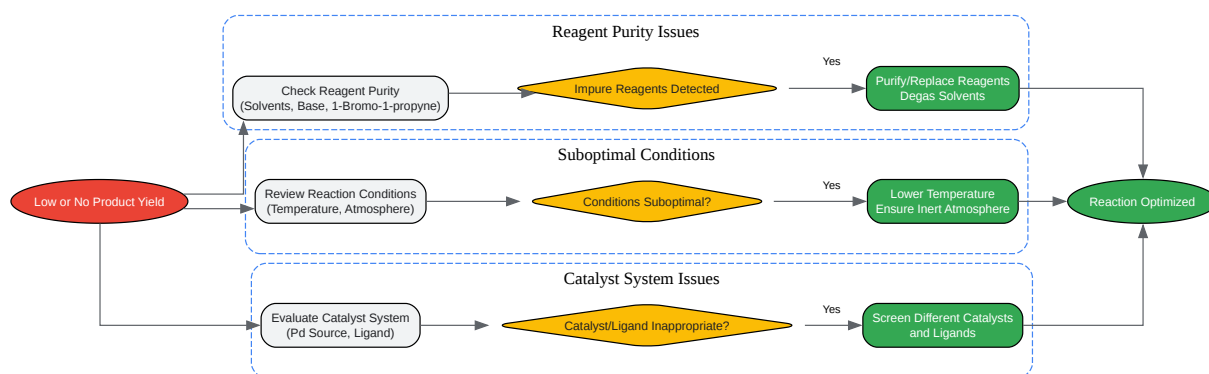 Reagent Purity Issues
Check Reagent Purity
(Solvents, Base, 1-Bromo-1-propyne)
Impure Reagents Detected
Yes
Purify/Replace Reagents
Degas Solvents
Suboptimal Conditions
Low or No Product Yield
Review Reaction Conditions
(Temperature, Atmosphere)
Conditions Suboptimal?
Yes
Lower Temperature
Ensure Inert Atmosphere
Reaction Optimized
Catalyst System Issues
Evaluate Catalyst System
(Pd Source, Ligand)
Catalyst/Ligand Inappropriate?
Yes
Screen Different Catalysts
and Ligands